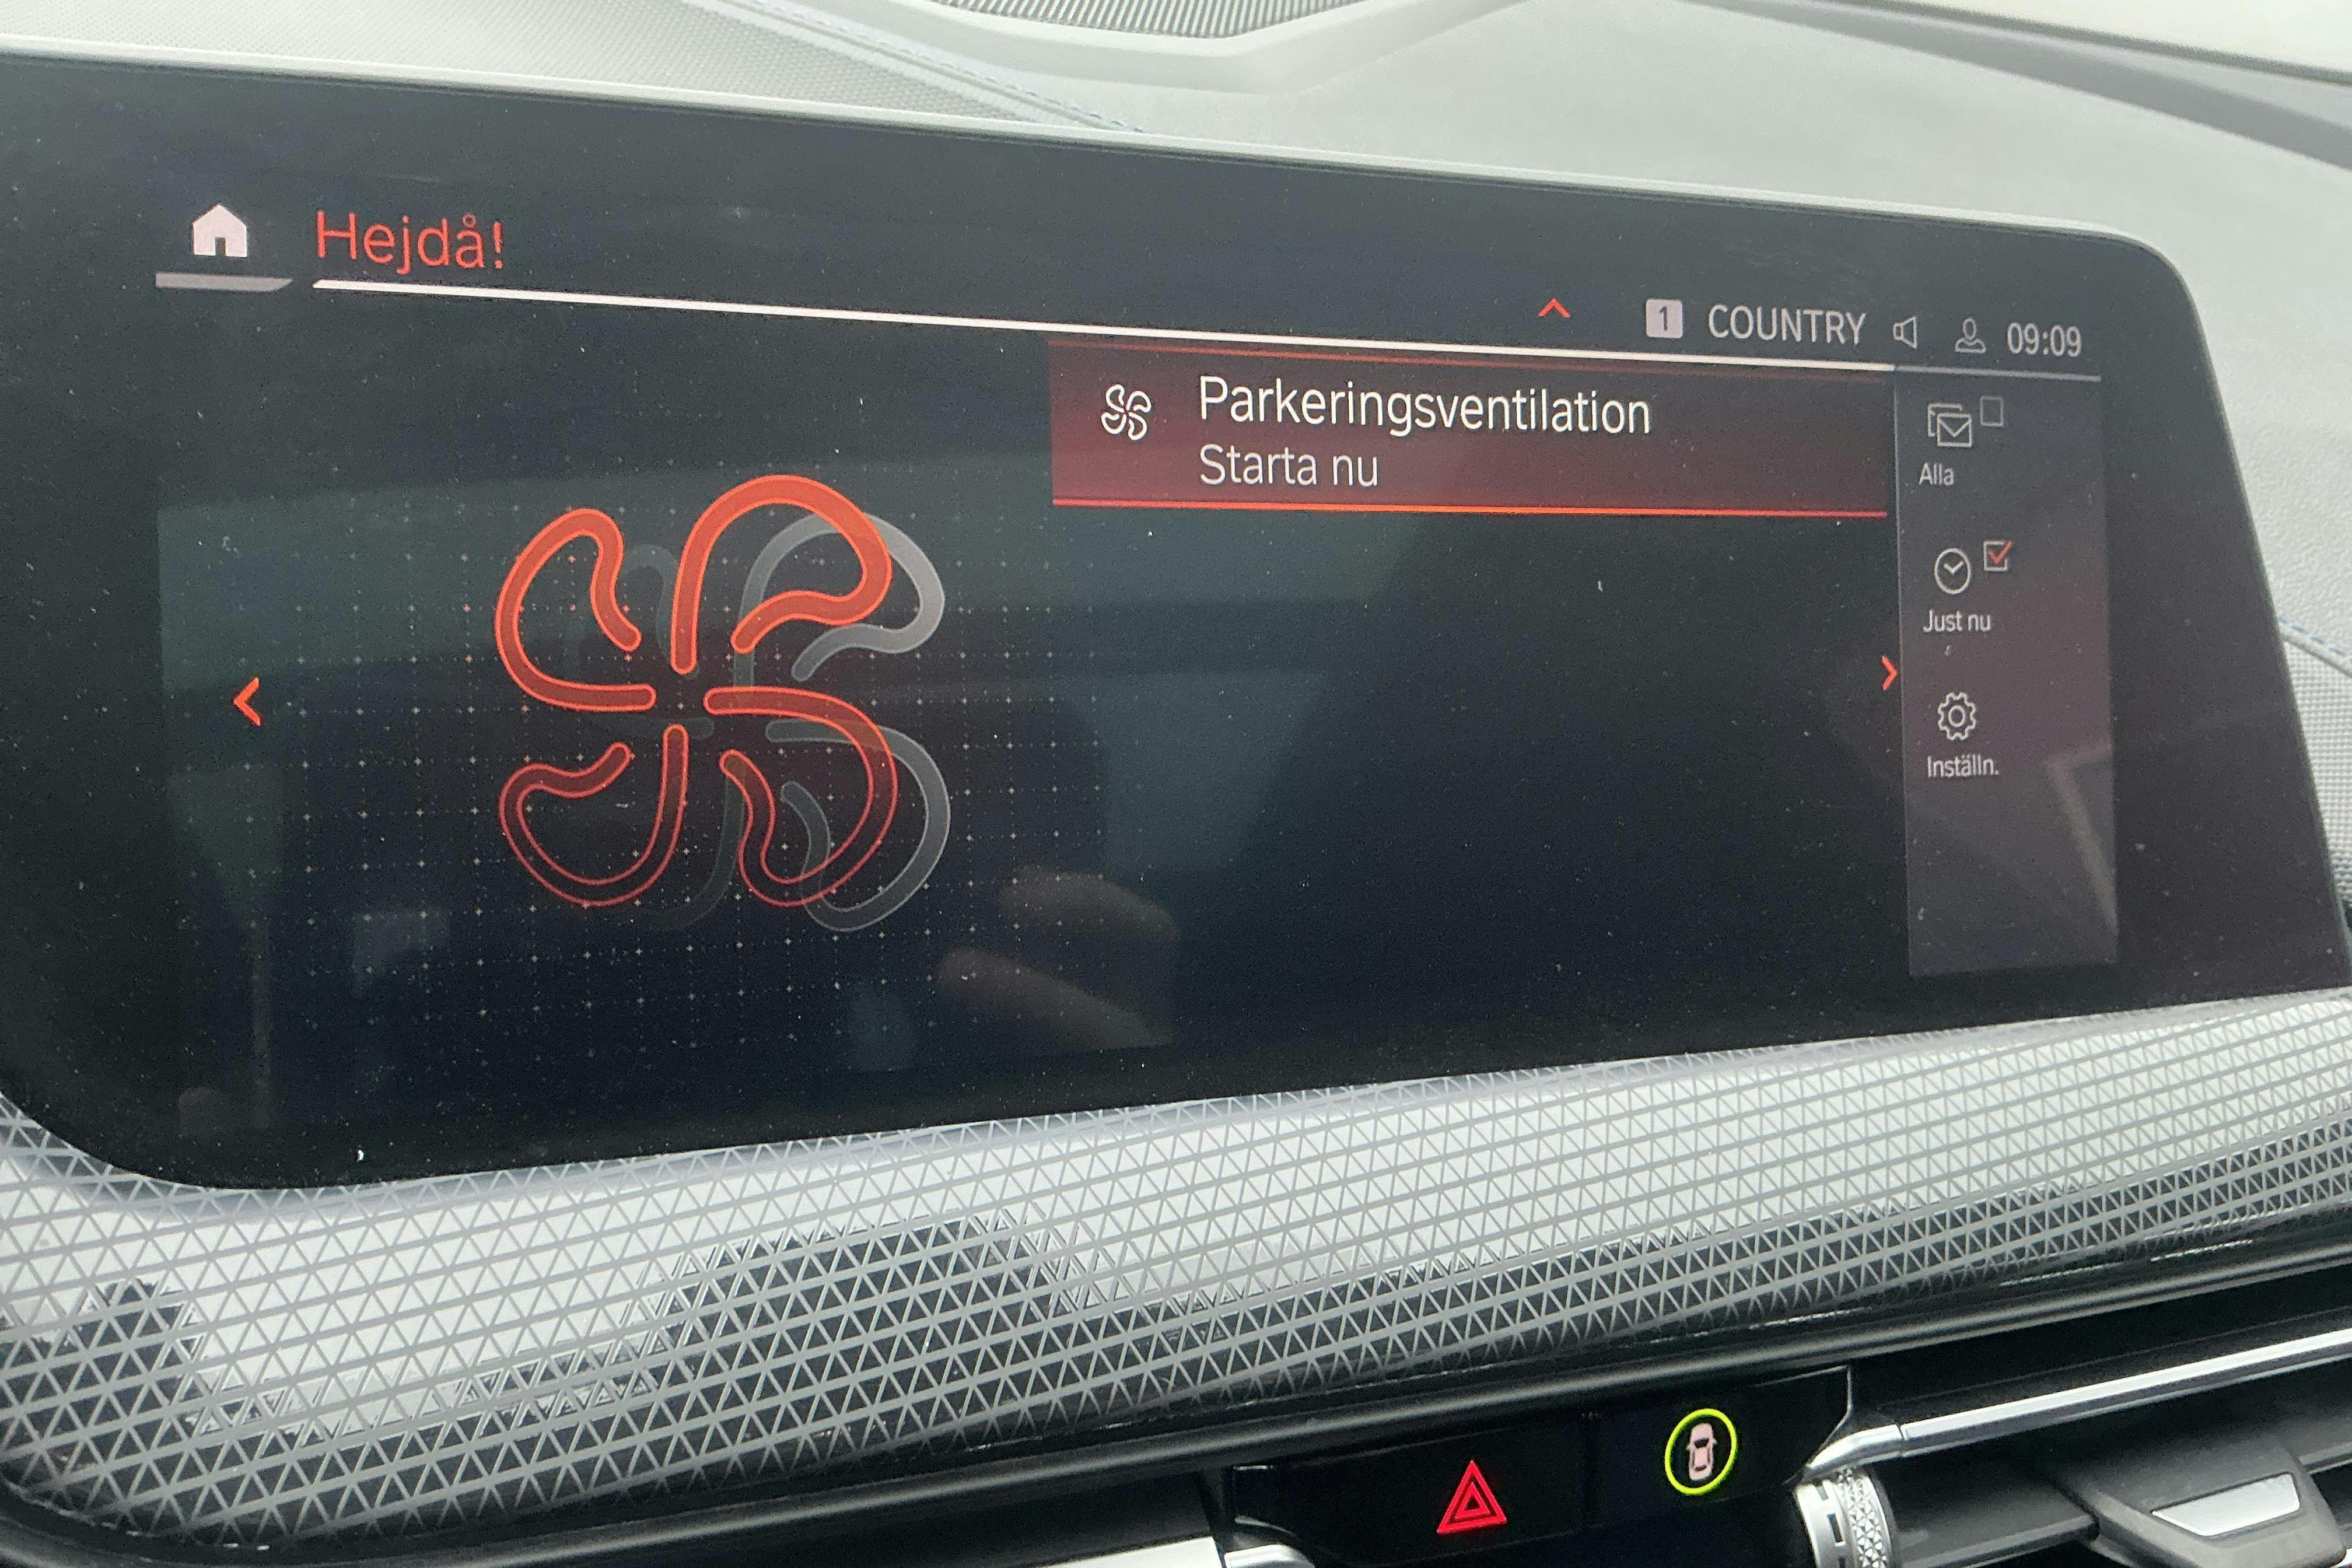 Hejdå!
1 COUNTRY 09:09
Parkeringsventilation
Starta nu
Alla
Just nu
Inställn.